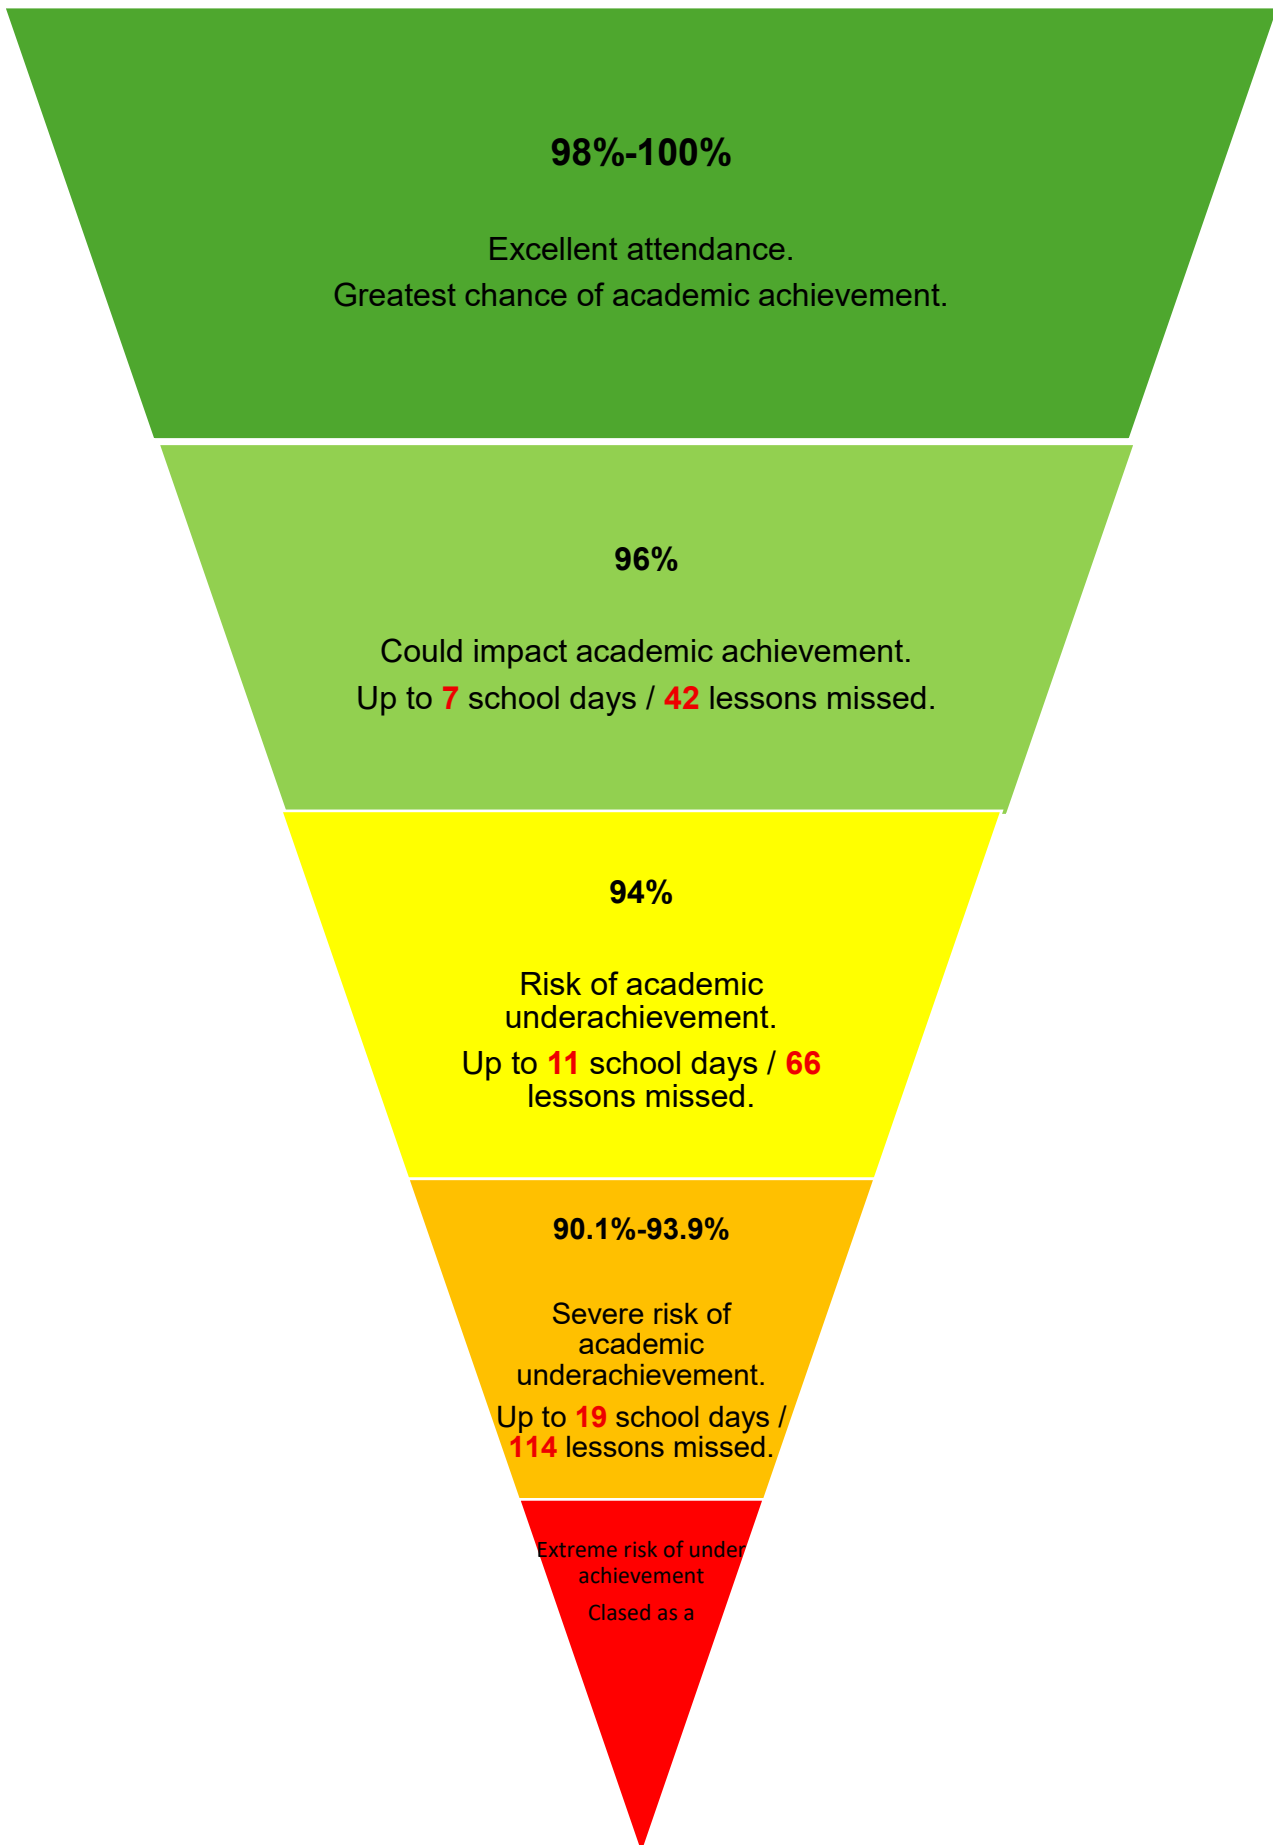 98%-100%
Excellent attendance.
Greatest chance of academic achievement.
96%
Could impact academic achievement.
Up to 7 school days / 42 lessons missed.
94%
Risk of academic
underachievement.
Up to 11 school days / 66
lessons missed.
90.1%-93.9%
Severe risk of
academic
underachievement.
Up to 19 school days /
114 lessons missed.
Extreme risk of under
achievement
Clased as a